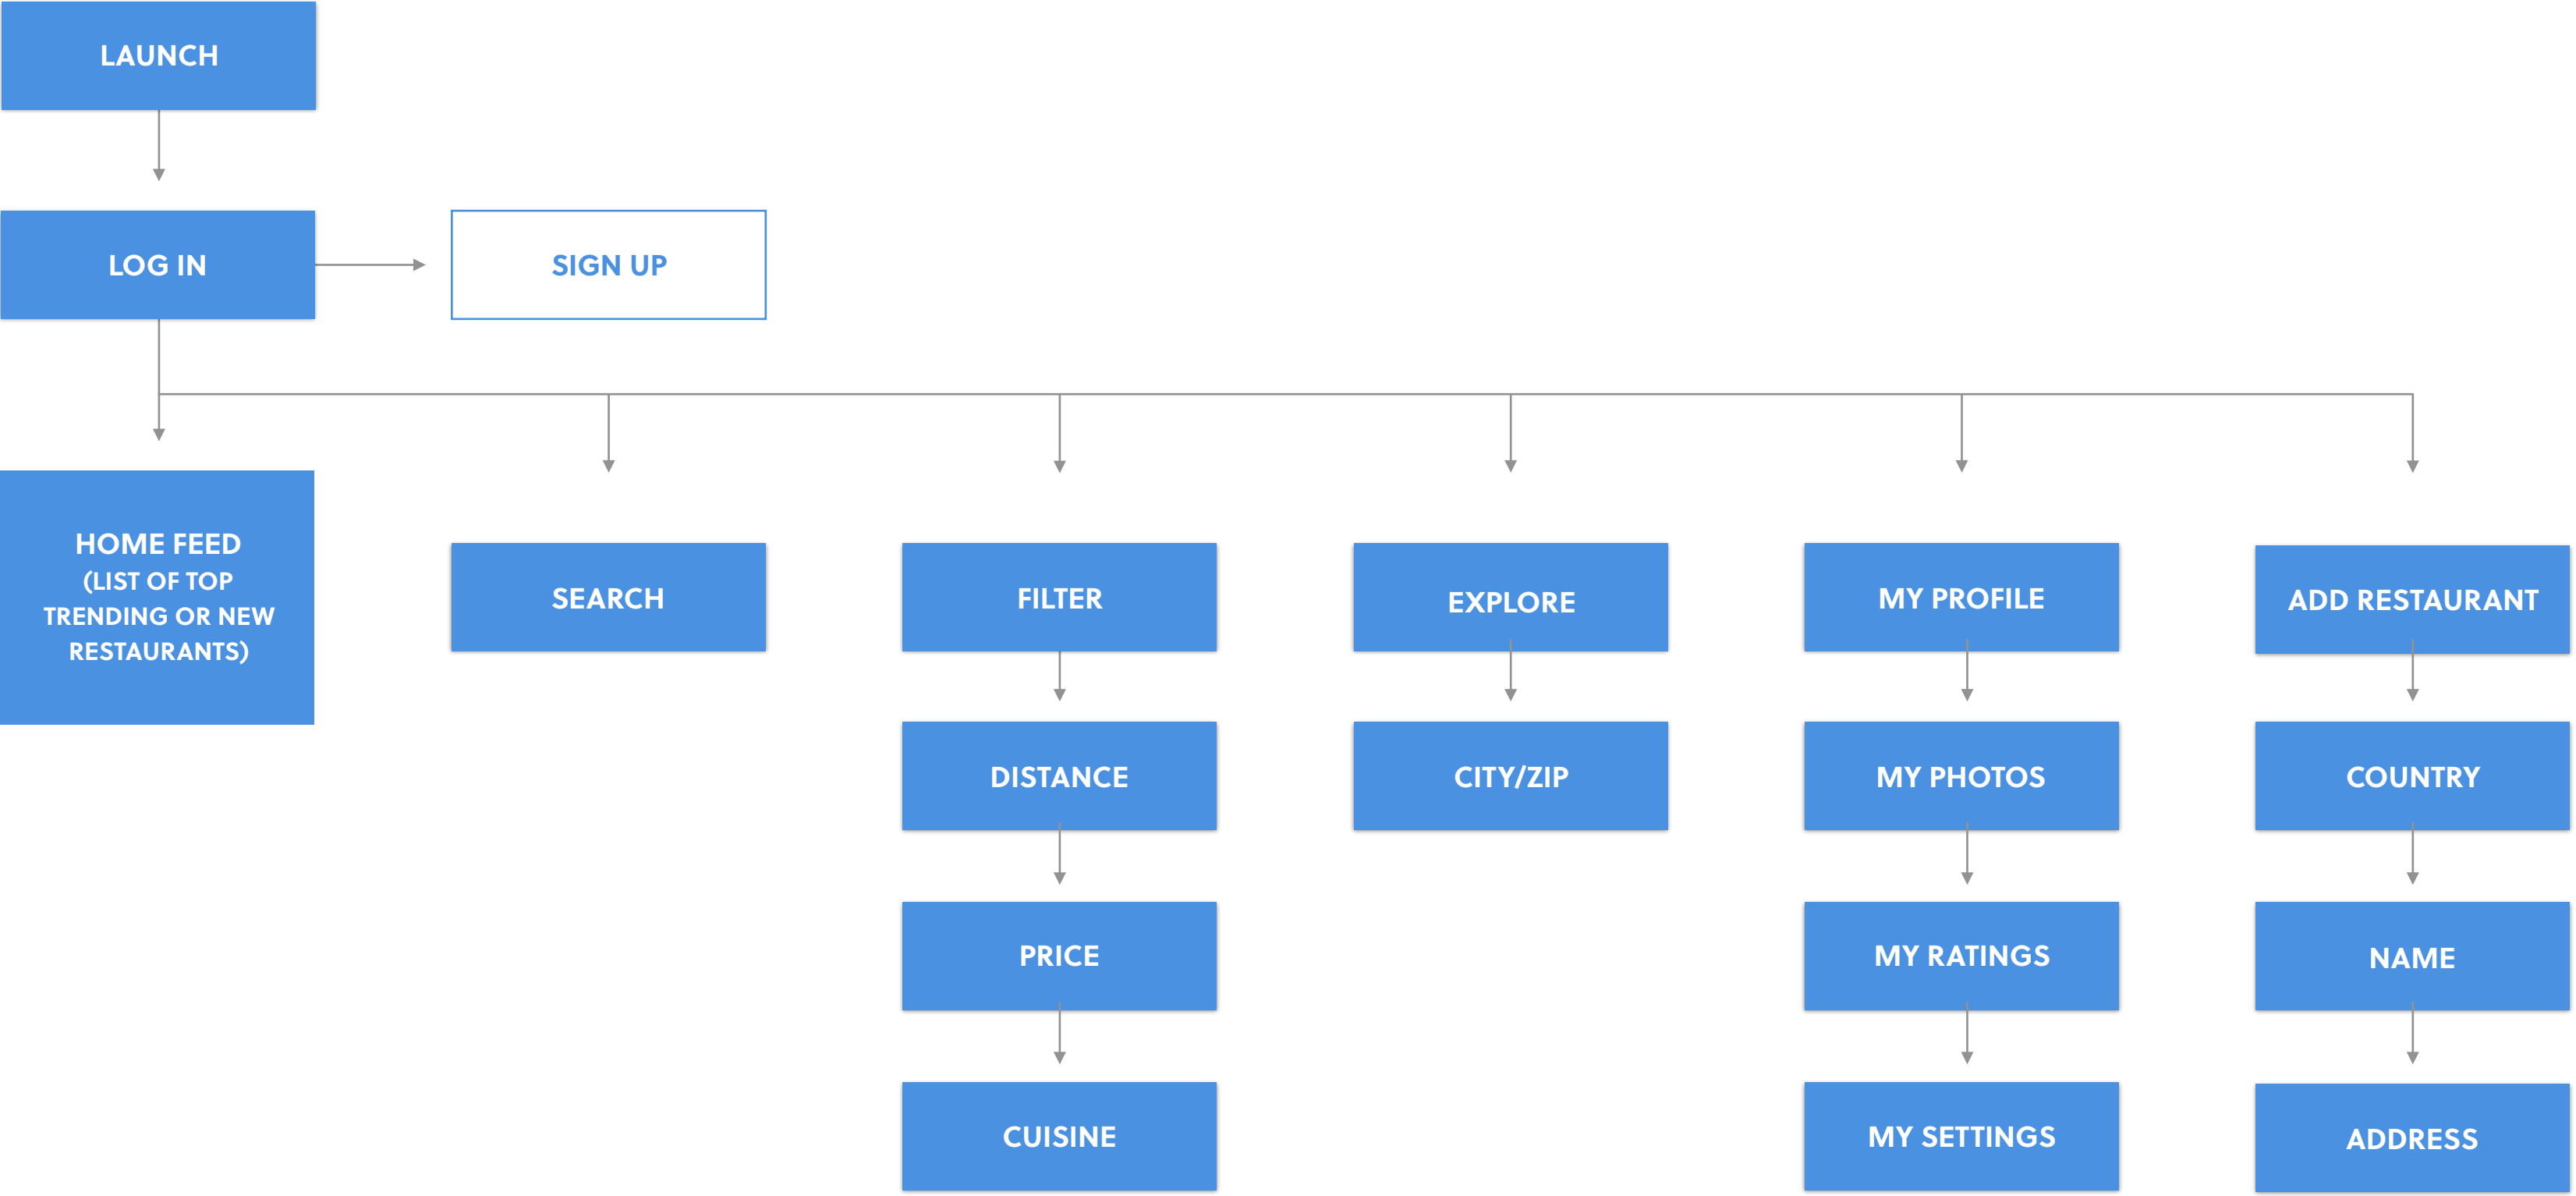 LAUNCH
LOG IN
SIGN UP
HOME FEED
(LIST OF TOP
TRENDING OR NEW
RESTAURANTS)
SEARCH
FILTER
EXPLORE
MY PROFILE
ADD RESTAURANT
DISTANCE
CITY/ZIP
MY PHOTOS
COUNTRY
PRICE
MY RATINGS
NAME
CUISINE
MY SETTINGS
ADDRESS